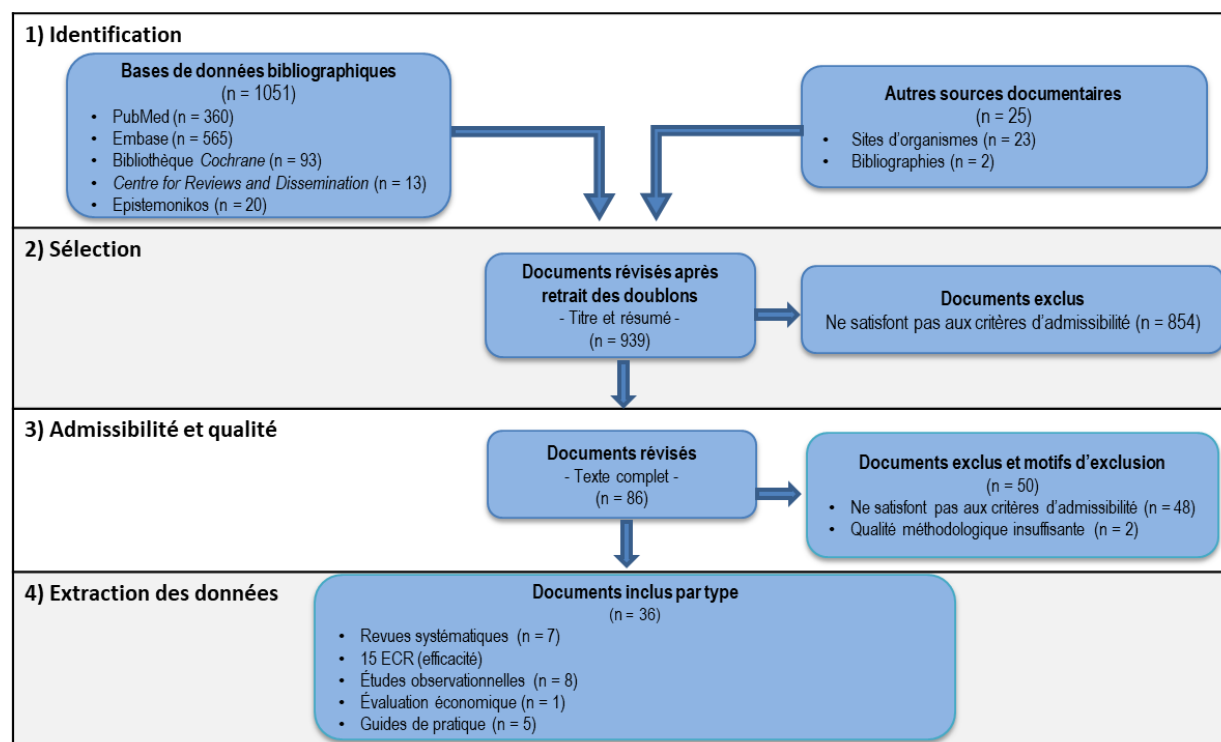 1) Identification
Bases de données bibliographiques
(n = 1051)
• PubMed (n = 360)
• Embase (n = 565)
• Bibliothèque Cochrane (n = 93)
• Centre for Reviews and Dissemination (n = 13)
• Epistemonikos (n = 20)
Autres sources documentaires
(n = 25)
• Sites d’organismes (n = 23)
• Bibliographies (n = 2)
2) Sélection
Documents révisés après
retrait des doublons
- Titre et résumé -
(n = 939)
Documents exclus
Ne satisfont pas aux critères d’admissibilité (n = 854)
3) Admissibilité et qualité
Documents révisés
- Texte complet -
(n = 86)
Documents exclus et motifs d’exclusion
(n = 50)
• Ne satisfont pas aux critères d’admissibilité (n = 48)
• Qualité méthodologique insuffisante (n = 2)
4) Extraction des données
Documents inclus par type
(n = 36)
• Revues systématiques (n = 7)
• 15 ECR (efficacité)
• Études observationnelles (n = 8)
• Évaluation économique (n = 1)
• Guides de pratique (n = 5)